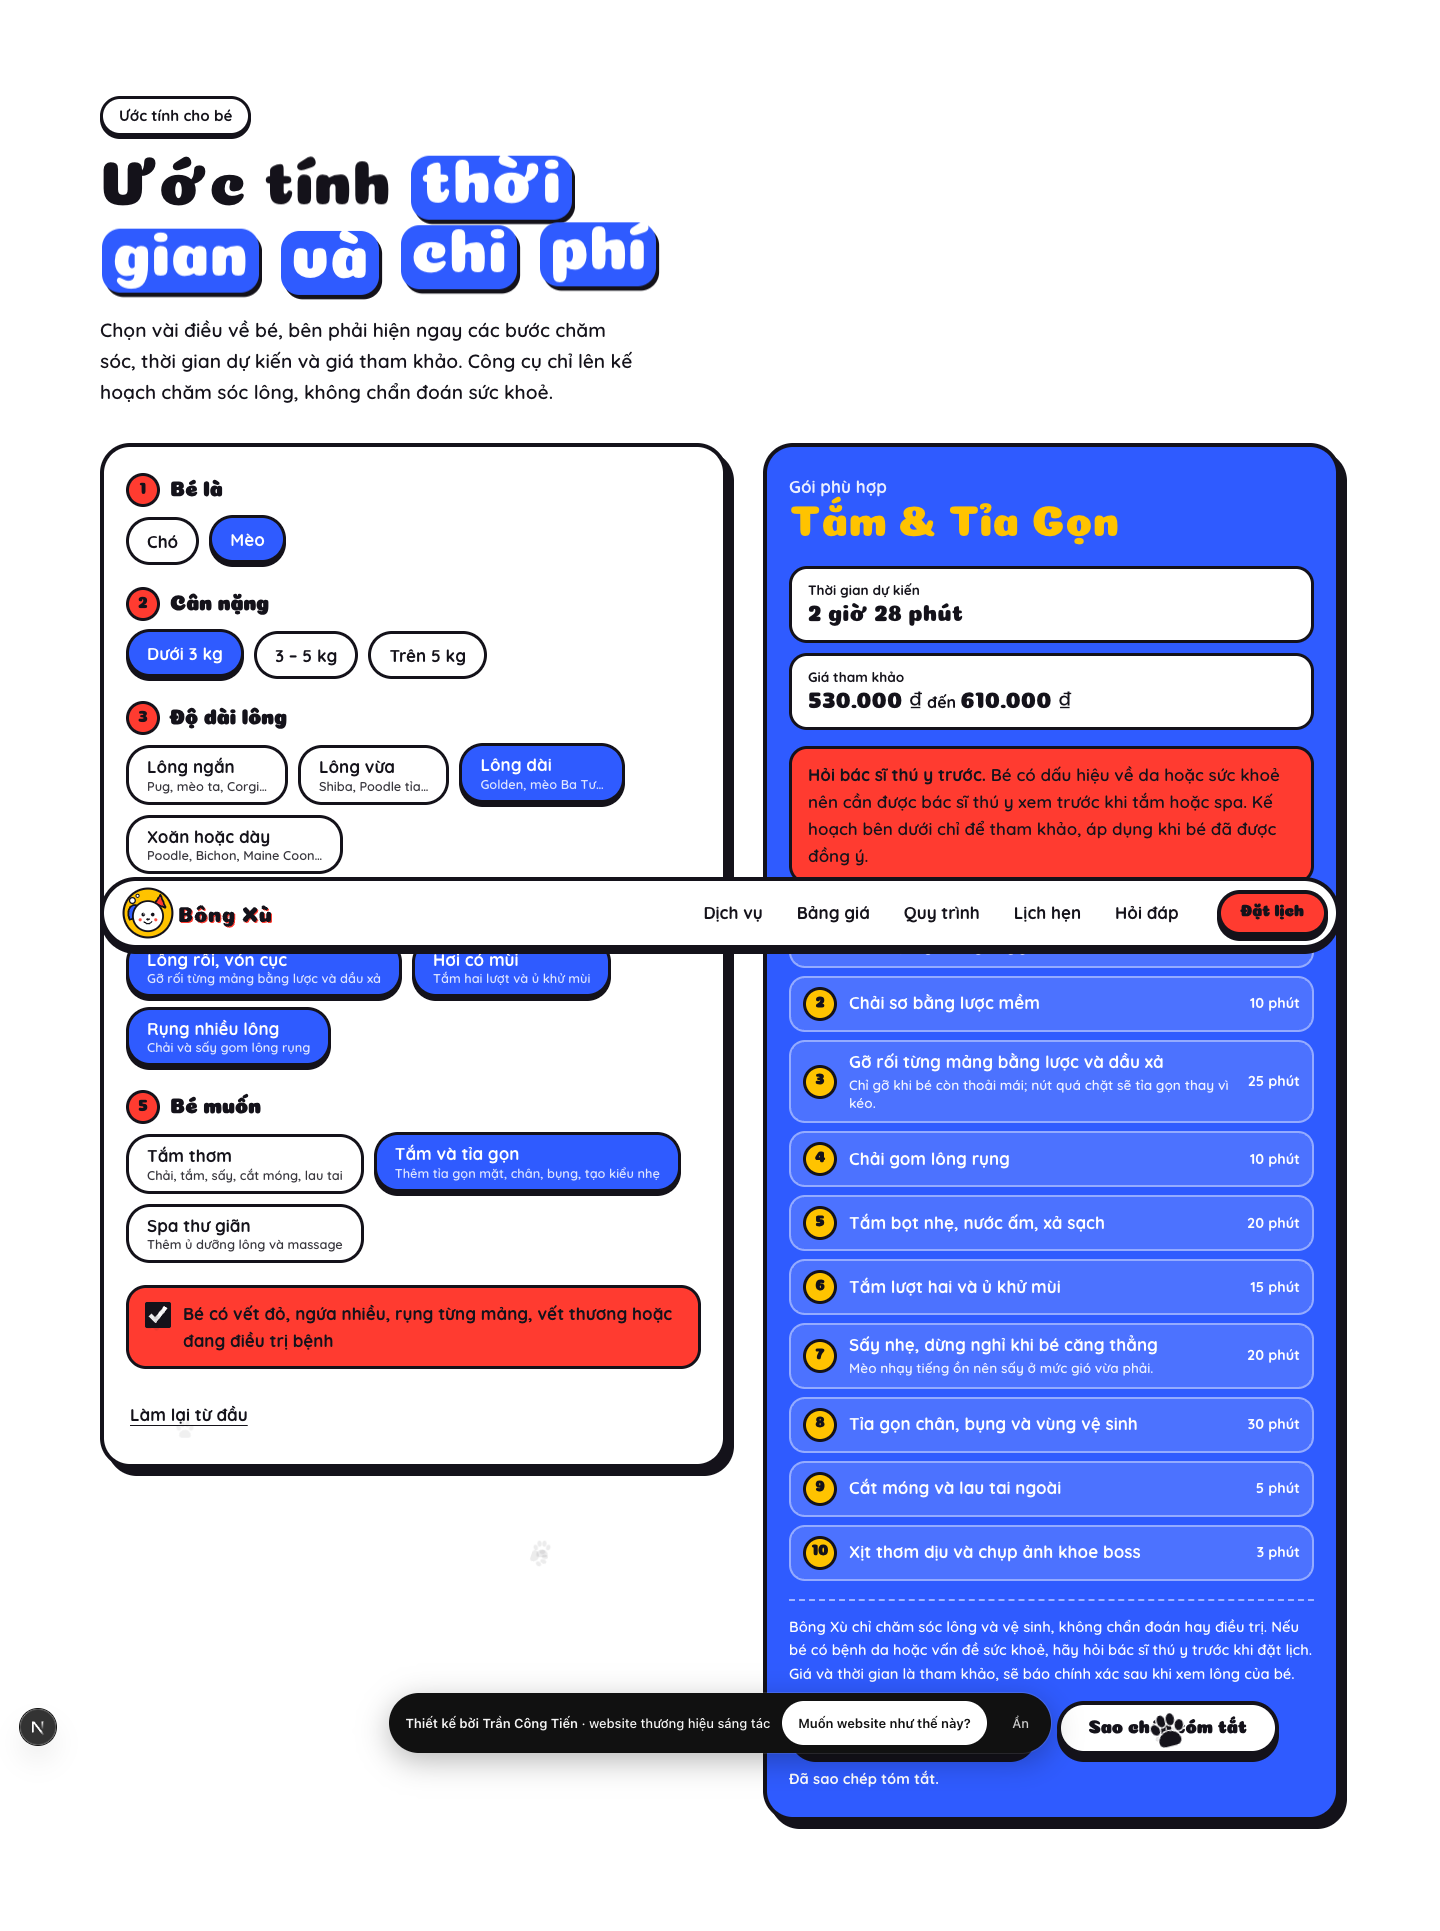 Ước tính cho bé
Ước tính thời
gian và chi phí
Chọn vài điều về bé, bên phải hiện ngay các bước chăm
sóc, thời gian dự kiến và giá tham khảo. Công cụ chỉ lên kế
hoạch chăm sóc lông, không chẩn đoán sức khoẻ.
1 Bé là
Chó
Mèo
2 Cân nặng
Dưới 3 kg
3 – 5 kg
Trên 5 kg
3 Độ dài lông
Lông ngắn
Pug, mèo ta, Corgi...
Lông vừa
Shiba, Poodle tỉa...
Lông dài
Golden, mèo Ba Tư...
Xoăn hoặc dày
Poodle, Bichon, Maine Coon...
Bông Xù
Dịch vụ
Bảng giá
Quy trình
Lịch hẹn
Hỏi đáp
Đặt lịch
Lông rối, vón cục
Gỡ rối từng mảng bằng lược và dầu xả
Hơi có mùi
Tắm hai lượt và ủ khử mùi
Rụng nhiều lông
Chải và sấy gom lông rụng
5 Bé muốn
Tắm thơm
Chải, tắm, sấy, cắt móng, lau tai
Tắm và tỉa gọn
Thêm tỉa gọn mặt, chân, bụng, tạo kiểu nhẹ
Spa thư giãn
Thêm ủ dưỡng lông và massage
Bé có vết đỏ, ngứa nhiều, rụng từng mảng, vết thương hoặc
đang điều trị bệnh
Làm lại từ đầu
Gói phù hợp
Tắm & Tỉa Gọn
Thời gian dự kiến
2 giờ 28 phút
Giá tham khảo
530.000 ₫ đến 610.000 ₫
Hỏi bác sĩ thú y trước. Bé có dấu hiệu về da hoặc sức khoẻ
nên cần được bác sĩ thú y xem trước khi tắm hoặc spa. Kế
hoạch bên dưới chỉ để tham khảo, áp dụng khi bé đã được
đồng ý.
2 Chải sơ bằng lược mềm 10 phút
3 Gỡ rối từng mảng bằng lược và dầu xả 25 phút
Chỉ gỡ khi bé còn thoải mái; nút quá chặt sẽ tỉa gọn thay vì
kéo.
4 Chải gom lông rụng 10 phút
5 Tắm bọt nhẹ, nước ấm, xả sạch 20 phút
6 Tắm lượt hai và ủ khử mùi 15 phút
7 Sấy nhẹ, dừng nghỉ khi bé căng thẳng 20 phút
Mèo nhạy tiếng ồn nên sấy ở mức gió vừa phải.
8 Tỉa gọn chân, bụng và vùng vệ sinh 30 phút
9 Cắt móng và lau tai ngoài 5 phút
10 Xịt thơm dịu và chụp ảnh khoe boss 3 phút
Bông Xù chỉ chăm sóc lông và vệ sinh, không chẩn đoán hay điều trị. Nếu
bé có bệnh da hoặc vấn đề sức khoẻ, hãy hỏi bác sĩ thú y trước khi đặt lịch.
Giá và thời gian là tham khảo, sẽ báo chính xác sau khi xem lông của bé.
Sao tóm tắt
Đã sao chép tóm tắt.
N
Thiết kế bởi Trần Công Tiến · website thương hiệu sáng tác
Muốn website như thế này?
Ẩn